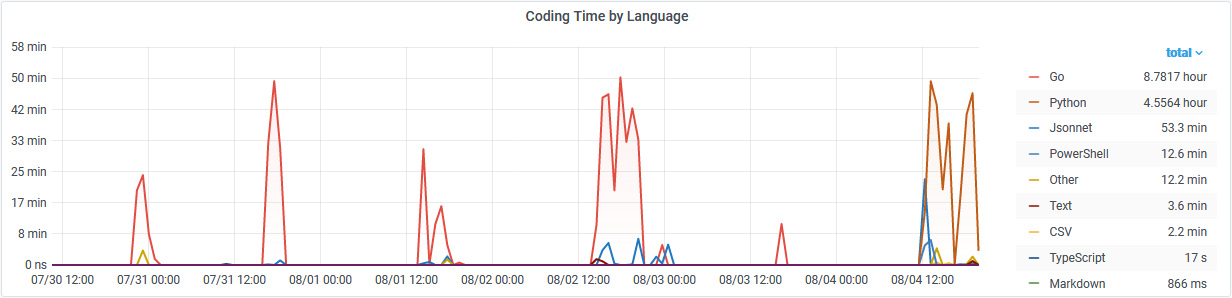 Coding Time by Language
58 min
50 min
42 min
33 min
25 min
17 min
8 min
0 ns
07/30 12:00 07/31 00:00 07/31 12:00 08/01 00:00 08/01 12:00 08/02 00:00 08/02 12:00 08/03 00:00 08/03 12:00 08/04 00:00 08/04 12:00
total
Go 8.7817 hour
Python 4.5564 hour
Jsonnet 53.3 min
PowerShell 12.6 min
Other 12.2 min
Text 3.6 min
CSV 2.2 min
TypeScript 17 s
Markdown 866 ms